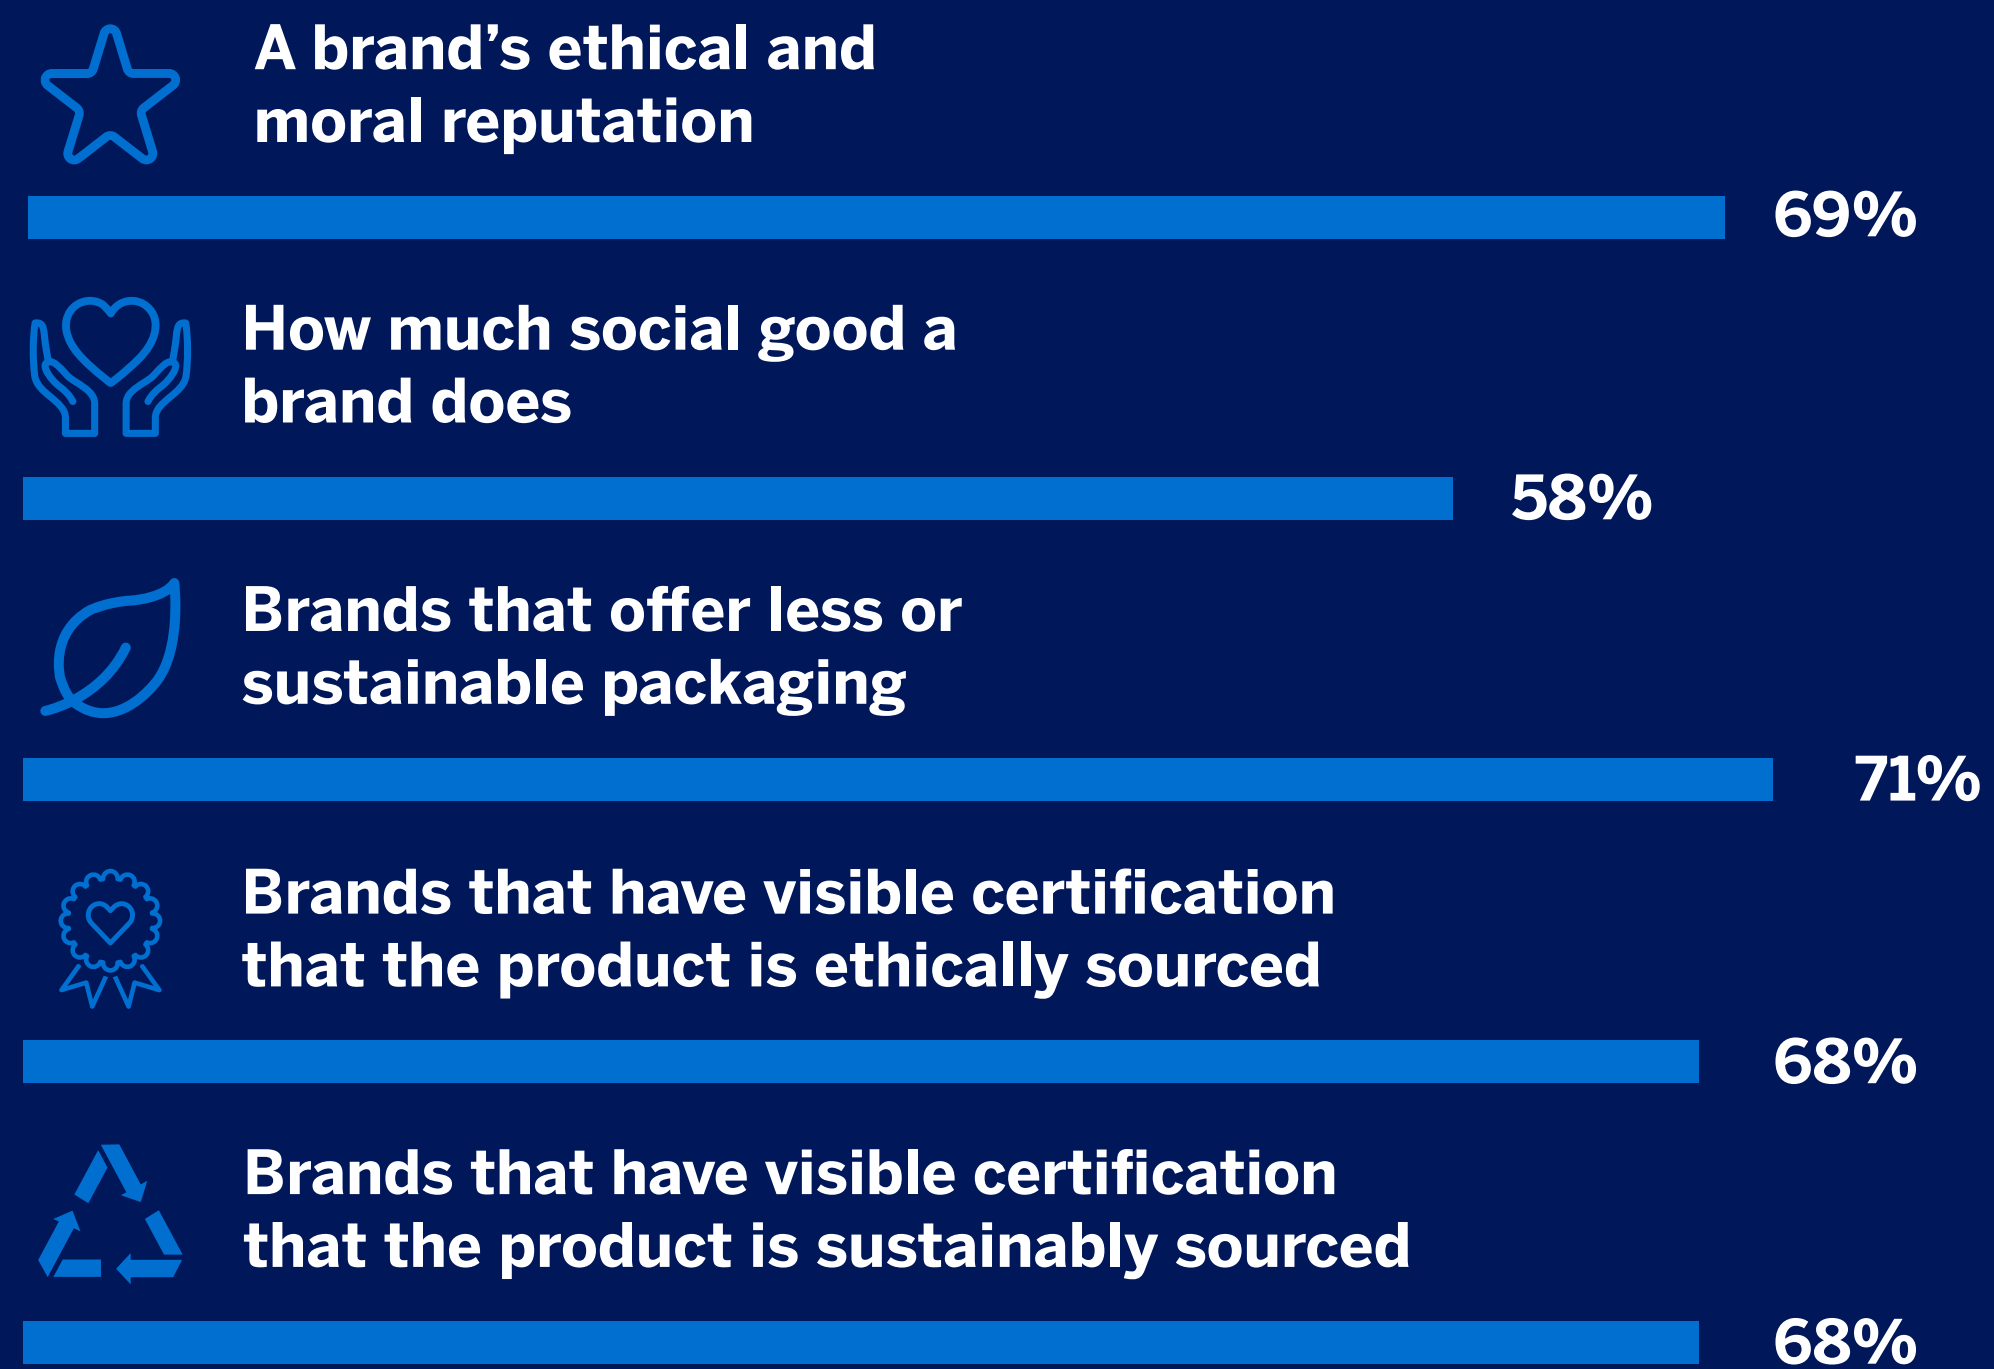 A brand’s ethical and
moral reputation
69%
How much social good a
brand does
58%
Brands that offer less or
sustainable packaging
71%
Brands that have visible certification
that the product is ethically sourced
68%
Brands that have visible certification
that the product is sustainably sourced
68%